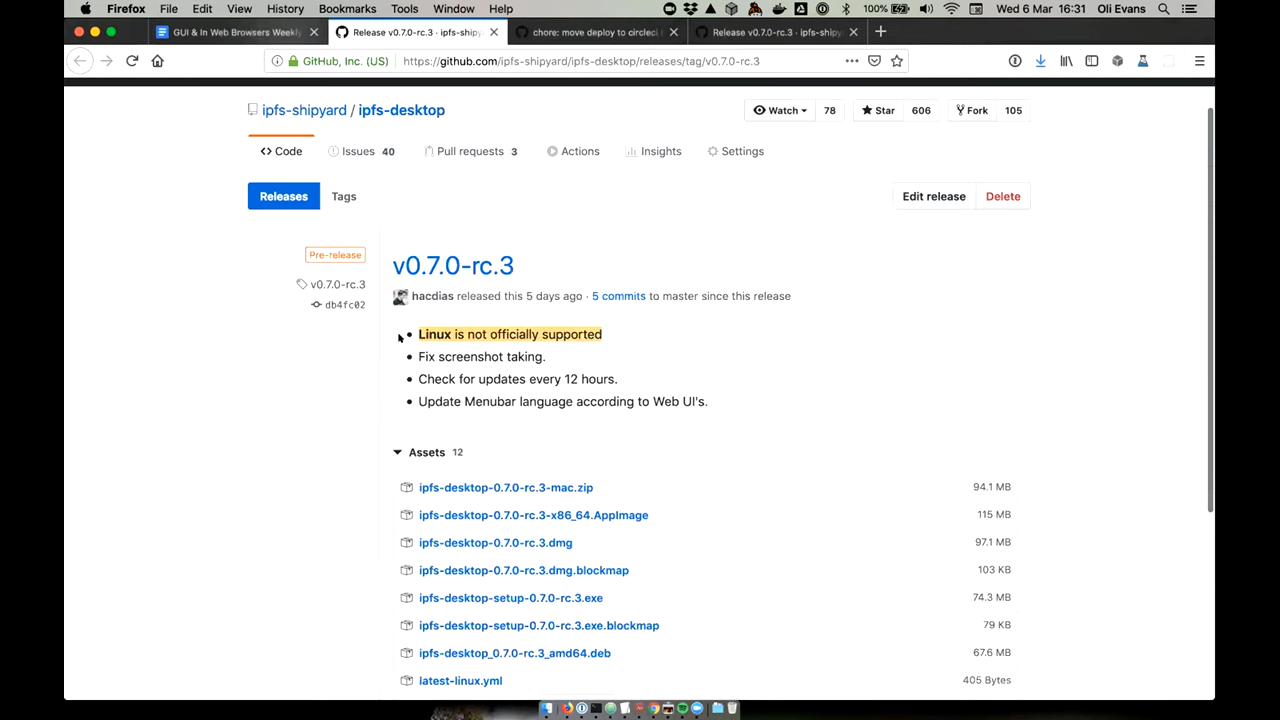 Firefox File Edit View History Bookmarks Tools Window Help 100% Wed 6 Mar 16:31 Oli Evans
GUI & In Web Browsers Weekly Release v0.7.0-rc.3 · ipfs-shipy chore: move deploy to circleci Release v0.7.0-rc.3 · ipfs-shipy
GitHub, Inc. (US) https://github.com/ipfs-shipyard/ipfs-desktop/releases/tag/v0.7.0-rc.3
ipfs-shipyard / ipfs-desktop Watch 78 Star 606 Fork 105
Code Issues 40 Pull requests 3 Actions Insights Settings
Releases Tags Edit release Delete
Pre-release
v0.7.0-rc.3
db4fc02
v0.7.0-rc.3
hacdias released this 5 days ago · 5 commits to master since this release
• Linux is not officially supported
• Fix screenshot taking.
• Check for updates every 12 hours.
• Update Menubar language according to Web UI's.
Assets 12
ipfs-desktop-0.7.0-rc.3-mac.zip 94.1 MB
ipfs-desktop-0.7.0-rc.3-x86_64.AppImage 115 MB
ipfs-desktop-0.7.0-rc.3.dmg 97.1 MB
ipfs-desktop-0.7.0-rc.3.dmg.blockmap 103 KB
ipfs-desktop-setup-0.7.0-rc.3.exe 74.3 MB
ipfs-desktop-setup-0.7.0-rc.3.exe.blockmap 79 KB
ipfs-desktop_0.7.0-rc.3_amd64.deb 67.6 MB
latest-linux.yml 405 Bytes